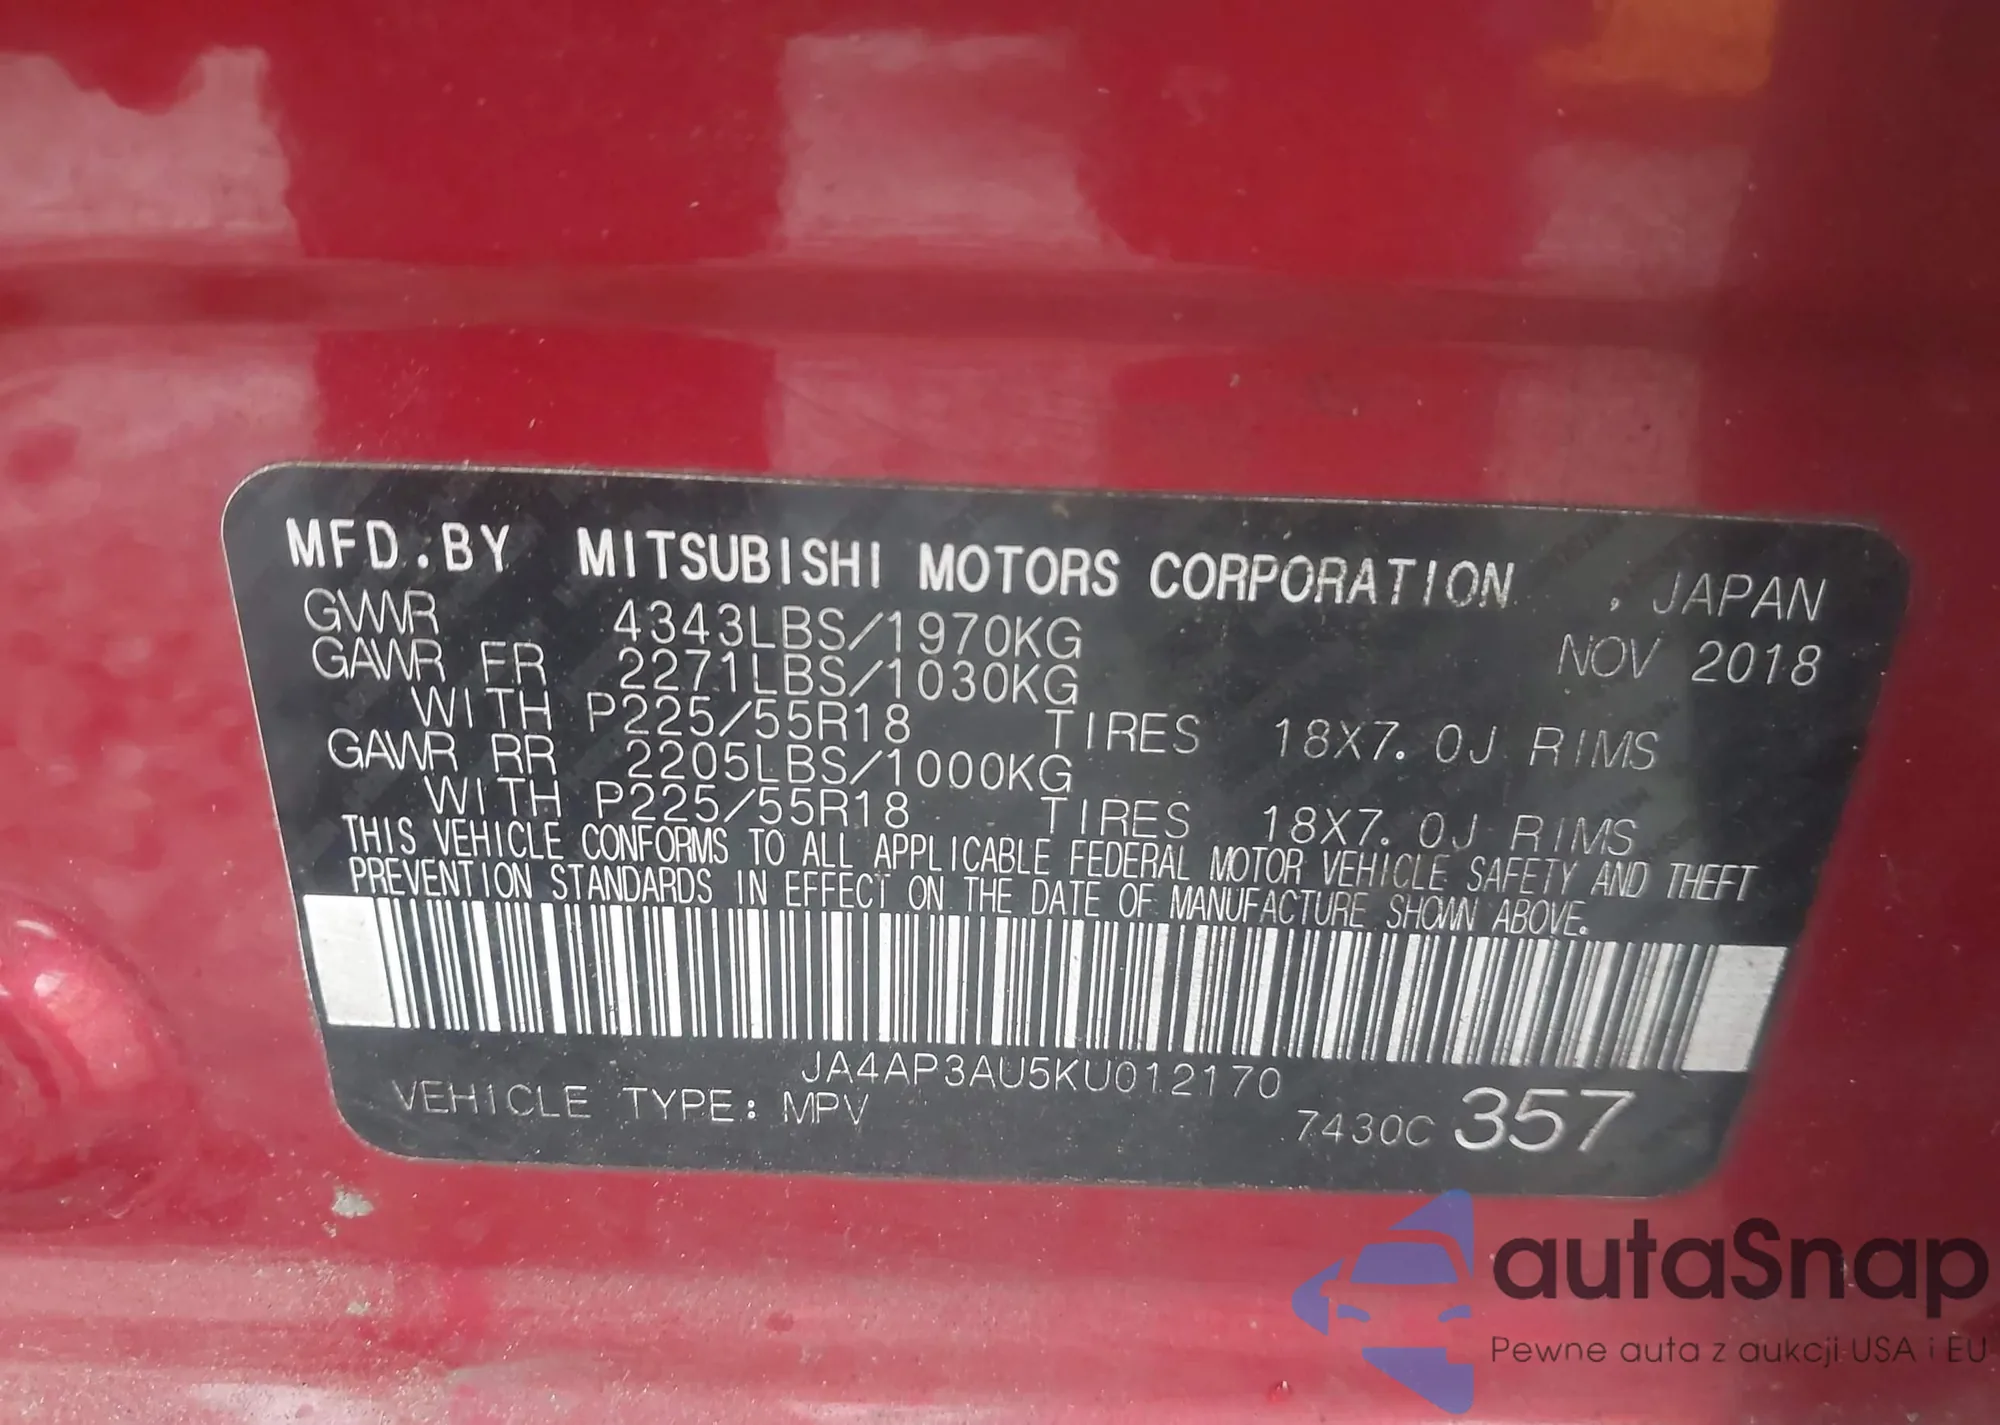 MFD.BY MITSUBISHI MOTORS CORPORATION , JAPAN
GVWR 4343LBS/1970KG NOV 2018
GAWR FR 2271LBS/1030KG
WITH P225/55R18 TIRES 18X7.0J RIMS
GAWR RR 2205LBS/1000KG
WITH P225/55R18 TIRES 18X7.0J RIMS
THIS VEHICLE CONFORMS TO ALL APPLICABLE FEDERAL MOTOR VEHICLE SAFETY AND THEFT
PREVENTION STANDARDS IN EFFECT ON THE DATE OF MANUFACTURE SHOWN ABOVE.
JA4AP3AU5KU012170
VEHICLE TYPE: MPV 7430C 357
autaSnap
Pewne auta z aukcji USA i EU